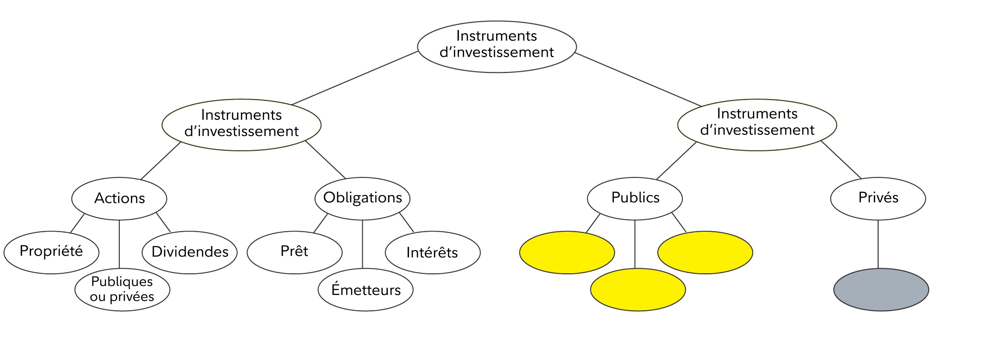 Instruments
d’investissement
Instruments
d’investissement
Instruments
d’investissement
Actions
Obligations
Publics
Privés
Propriété
Dividendes
Prêt
Intérêts
Publiques
ou privées
Émetteurs